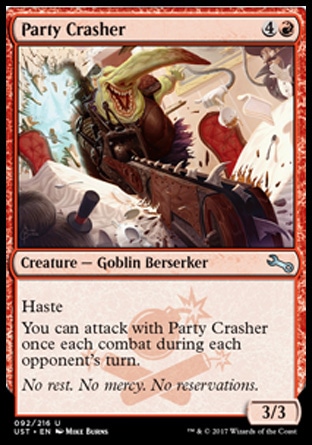 Party Crasher 4
Creature — Goblin Berserker
Haste
You can attack with Party Crasher
once each combat during each
opponent's turn.
No rest. No mercy. No reservations.
3/3
092/216 U
UST • EN Mike Burns
™ & © 2017 Wizards of the Coast